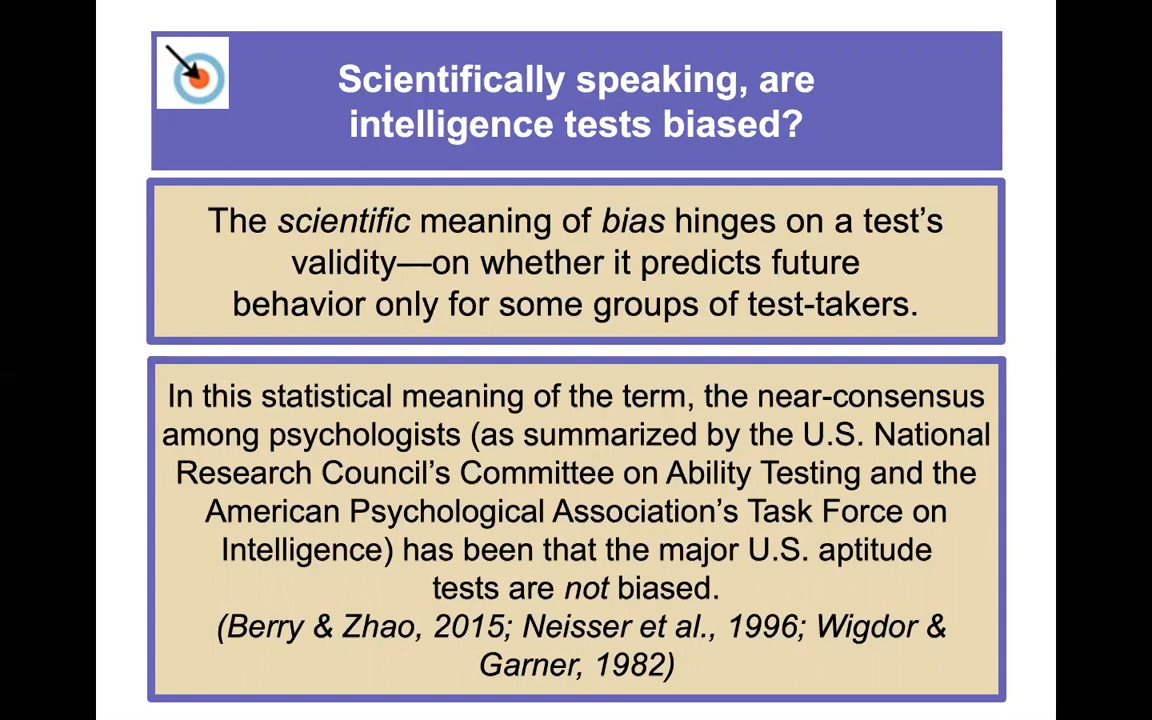 Scientifically speaking, are
intelligence tests biased?
The scientific meaning of bias hinges on a test’s
validity—on whether it predicts future
behavior only for some groups of test-takers.
In this statistical meaning of the term, the near-consensus
among psychologists (as summarized by the U.S. National
Research Council’s Committee on Ability Testing and the
American Psychological Association’s Task Force on
Intelligence) has been that the major U.S. aptitude
tests are not biased.
(Berry & Zhao, 2015; Neisser et al., 1996; Wigdor &
Garner, 1982)